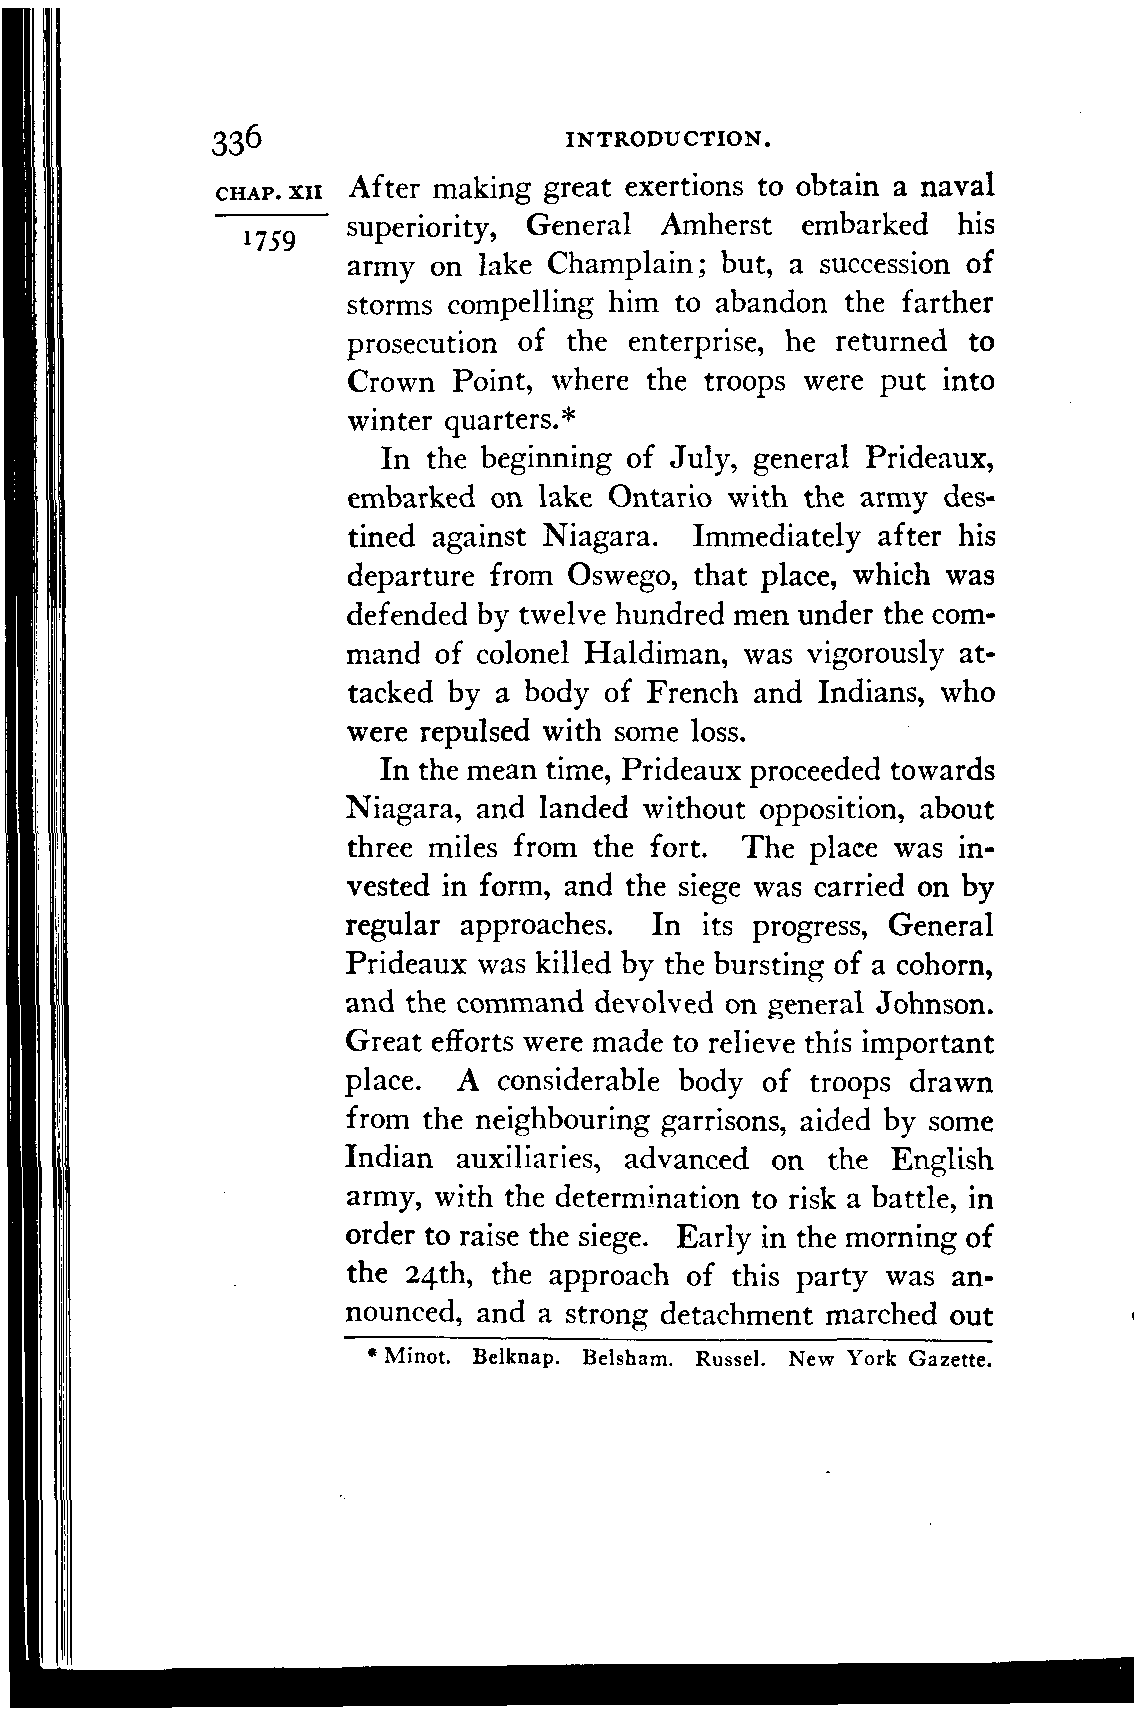 336 INTRODUCTION.
CHAP. XII After making great exertions to obtain a naval
1759 superiority, General Amherst embarked his
army on lake Champlain; but, a succession of
storms compelling him to abandon the farther
prosecution of the enterprise, he returned to
Crown Point, where the troops were put into
winter quarters.*
In the beginning of July, general Prideaux,
embarked on lake Ontario with the army des-
tined against Niagara. Immediately after his
departure from Oswego, that place, which was
defended by twelve hundred men under the com-
mand of colonel Haldiman, was vigorously at-
tacked by a body of French and Indians, who
were repulsed with some loss.
In the mean time, Prideaux proceeded towards
Niagara, and landed without opposition, about
three miles from the fort. The place was in-
vested in form, and the siege was carried on by
regular approaches. In its progress, General
Prideaux was killed by the bursting of a cohorn,
and the command devolved on general Johnson.
Great efforts were made to relieve this important
place. A considerable body of troops drawn
from the neighbouring garrisons, aided by some
Indian auxiliaries, advanced on the English
army, with the determination to risk a battle, in
order to raise the siege. Early in the morning of
the 24th, the approach of this party was an-
nounced, and a strong detachment marched out
* Minot. Belknap. Belsham. Russel. New York Gazette.